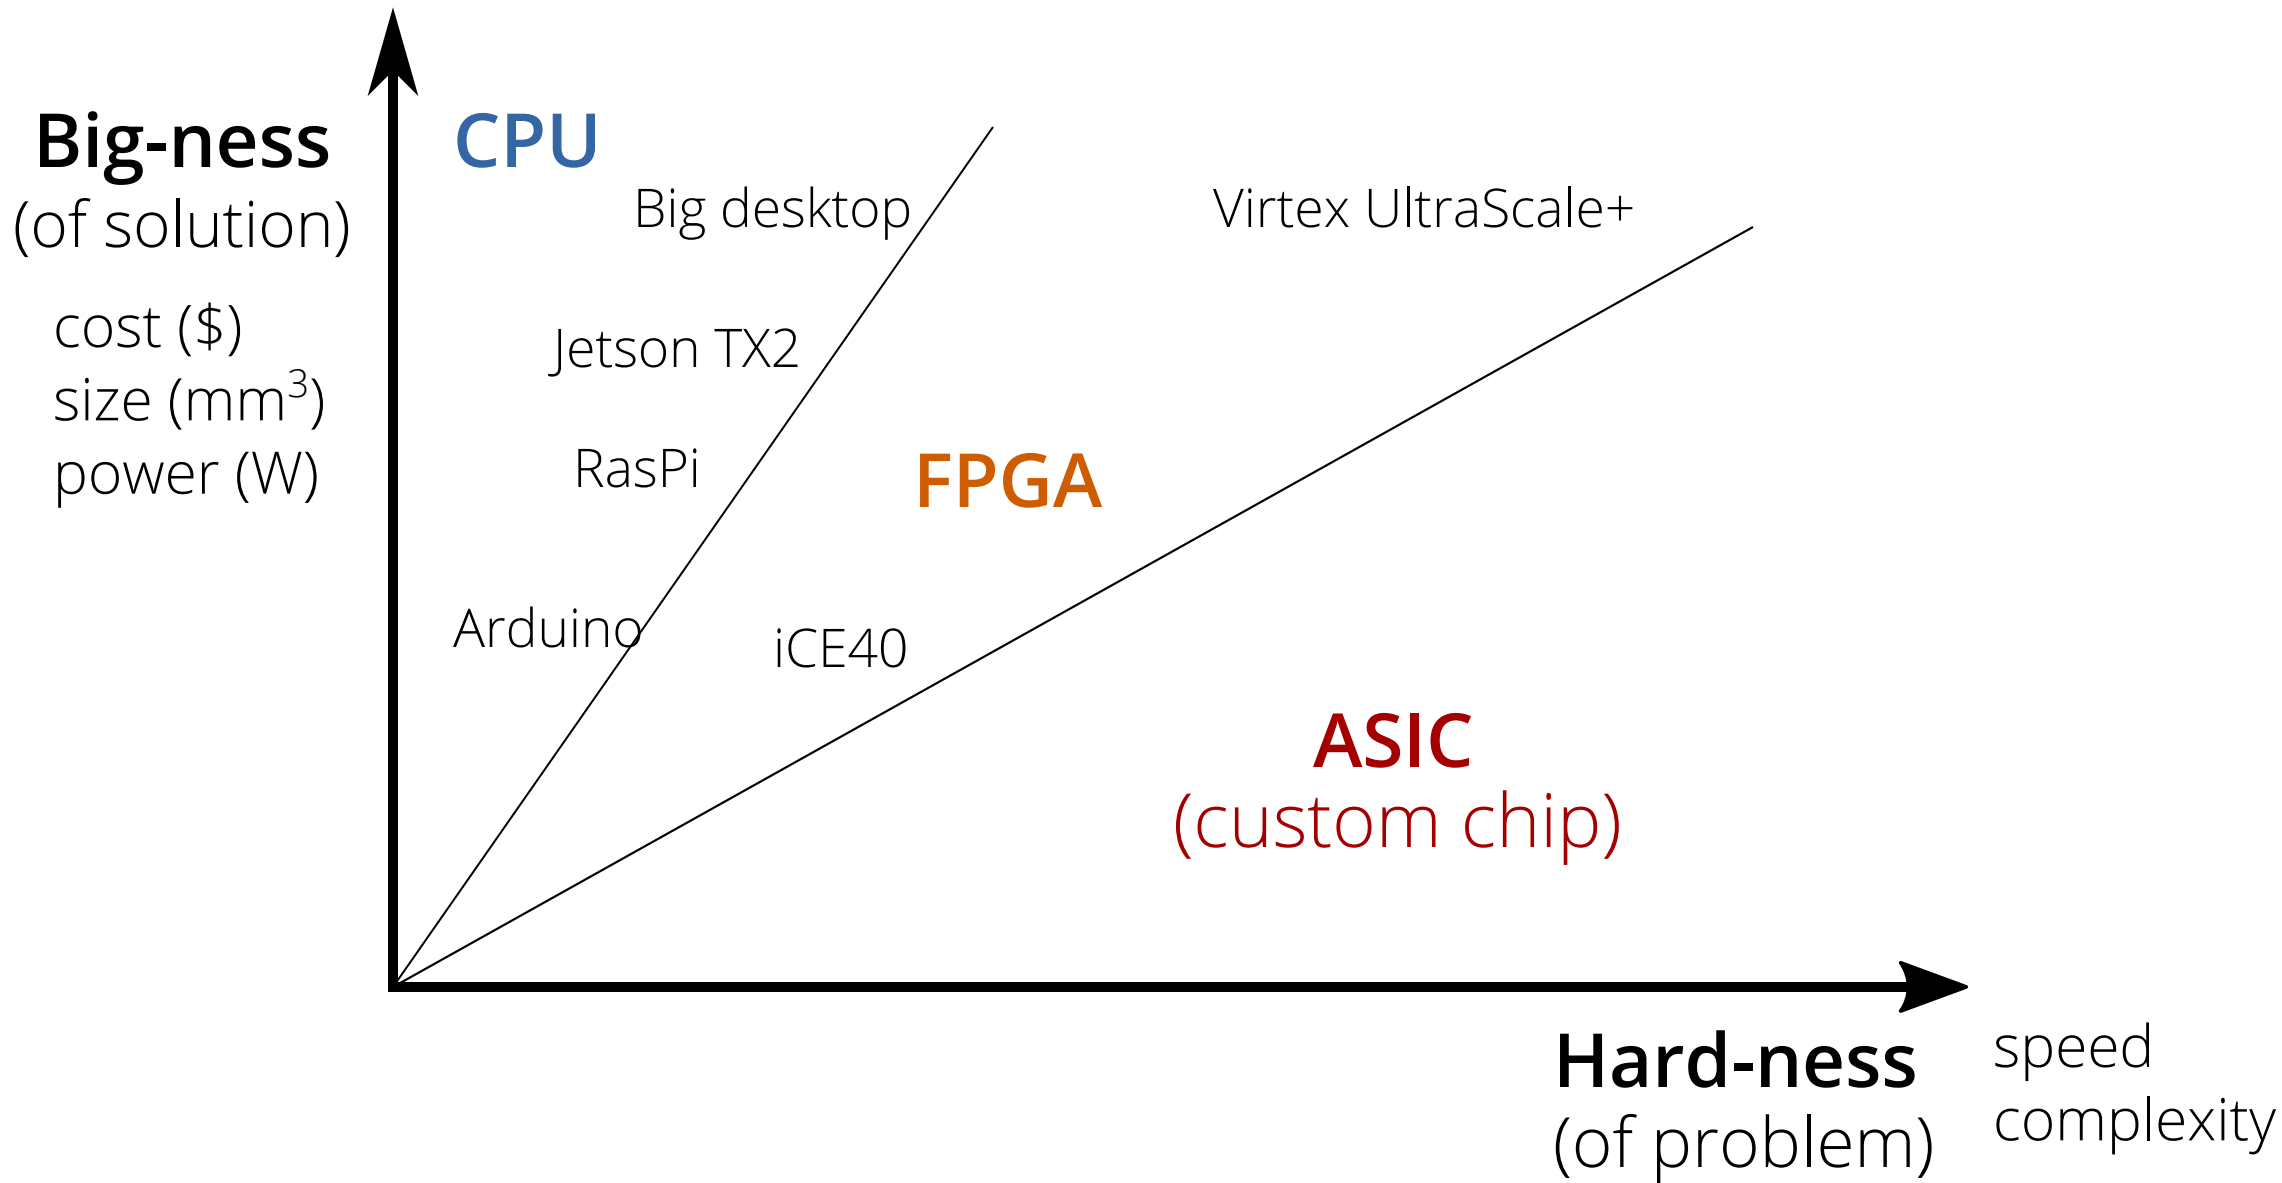 Big-ness
(of solution)
cost ($)
size (mm³)
power (W)
CPU
Big desktop
Jetson TX2
RasPi
Arduino
Virtex UltraScale+
FPGA
iCE40
ASIC
(custom chip)
Hard-ness
(of problem)
speed
complexity